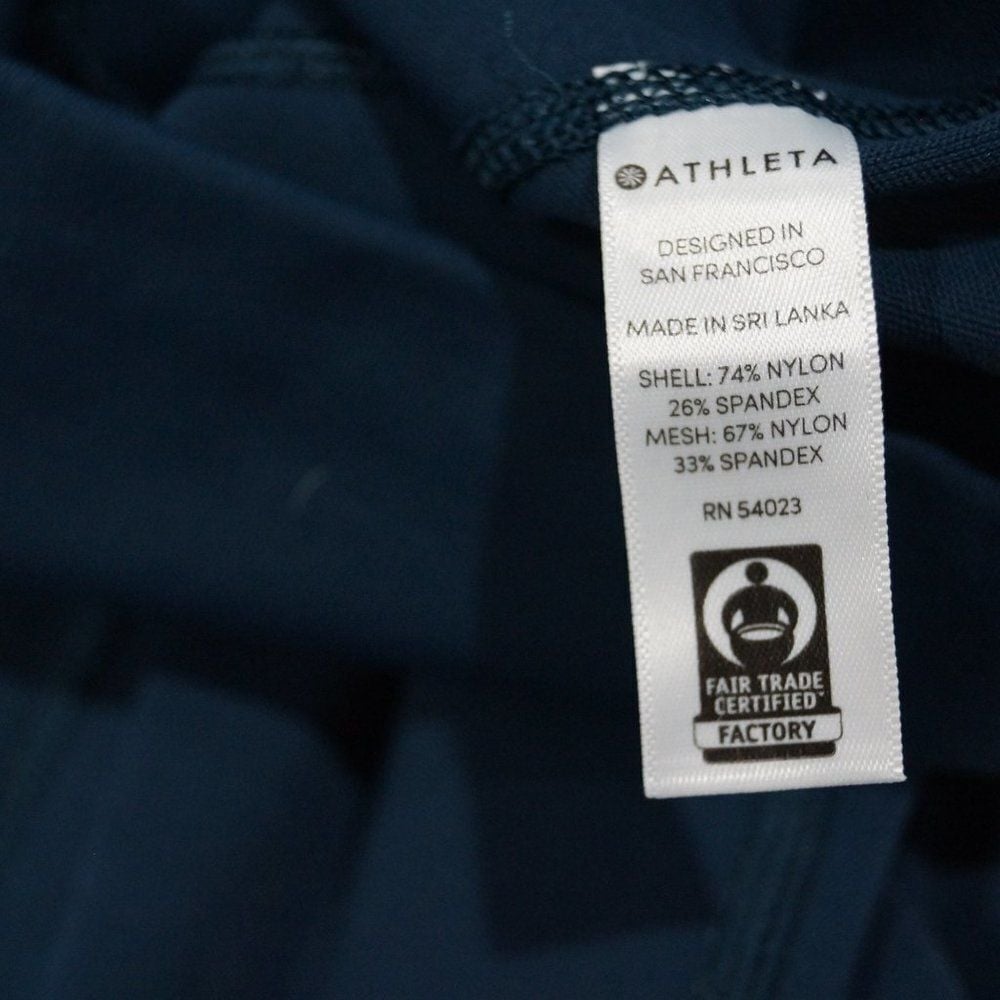 ATHLETA
DESIGNED IN
SAN FRANCISCO
MADE IN SRI LANKA
SHELL: 74% NYLON
26% SPANDEX
MESH: 67% NYLON
33% SPANDEX
RN 54023
FAIR TRADE
CERTIFIED™
FACTORY